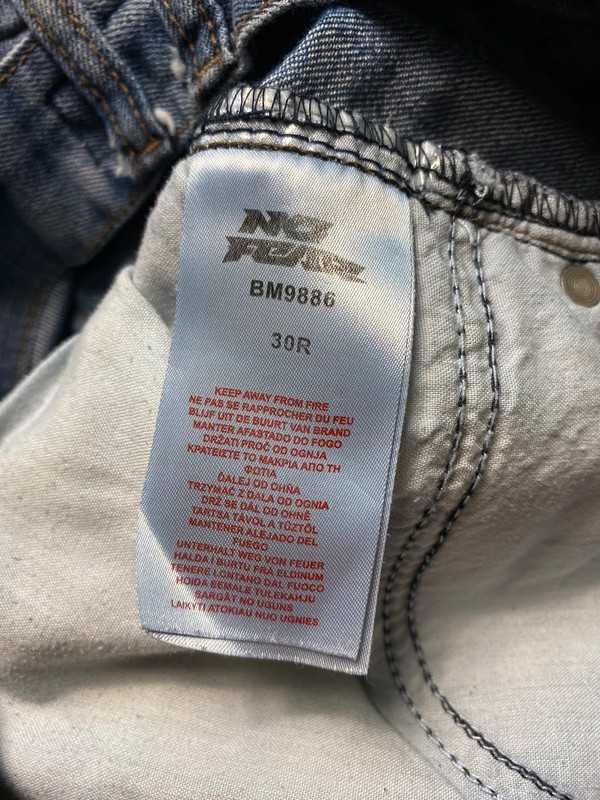 NO
FEAR
BM9886
30R
KEEP AWAY FROM FIRE
NE PAS SE RAPPROCHER DU FEU
BLIJF UIT DE BUURT VAN BRAND
MANTER AFASTADO DO FOGO
DRŽATI PROČ OD OGNJA
ΚΡΑΤΕΙΣΤΕ ΤΟ ΜΑΚΡΙΑ ΑΠΟ ΤΗ
ΦΩΤΙΑ
ĎALEJ OD OHŇA
TRZYMAĆ Z DALA OD OGNIA
DRŽ SE DÁL OD OHNĚ
TARTSA TÁVOL A TŰZTŐL
MANTENER ALEJADO DEL
FUEGO
UNTERHALT WEG VON FEUER
HALDA Í BURTU FRÁ ELDINUM
TENERE LONTANO DAL FUOCO
HOIDA EEMALE TULEKAHJU
SARGĀT NO UGUNS
LAIKYTI ATOKIAU NUO UGNIES